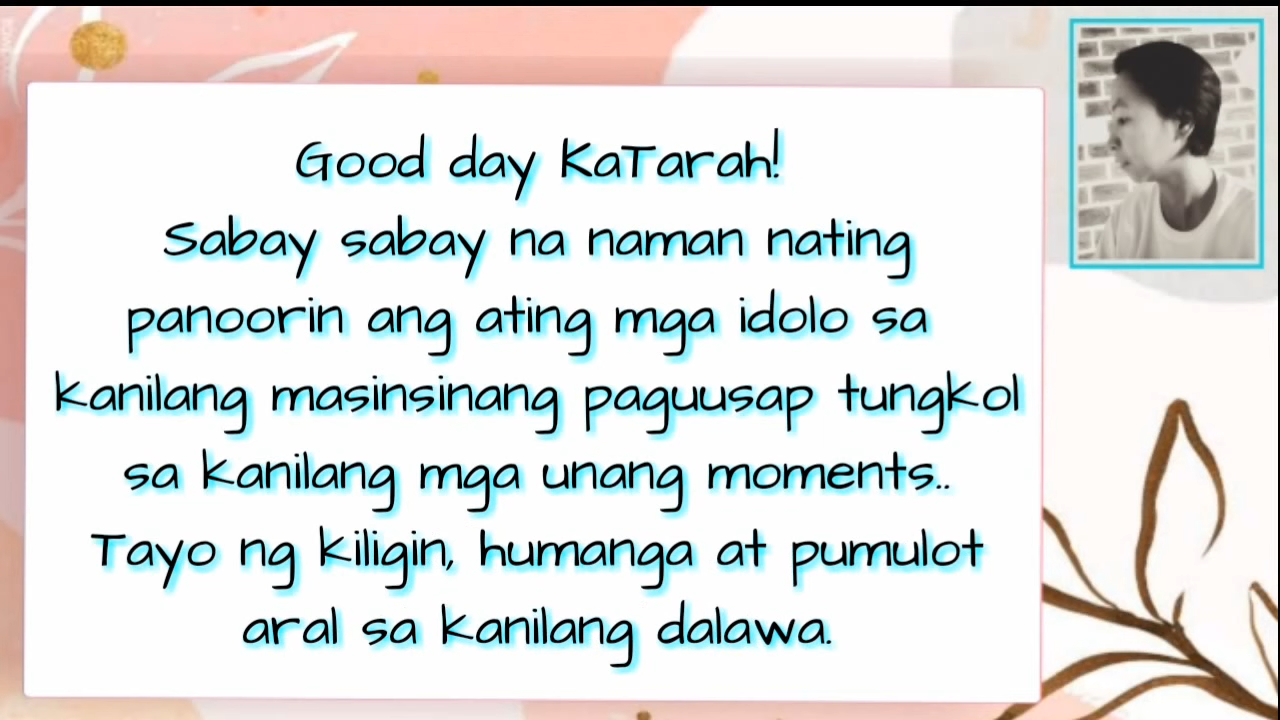 Good day KaTarah!
Sabay sabay na naman nating
panoorin ang ating mga idolo sa
kanilang masinsinang paguusap tungkol
sa kanilang mga unang moments..
Tayo ng kiligin, humanga at pumulot
aral sa kanilang dalawa.